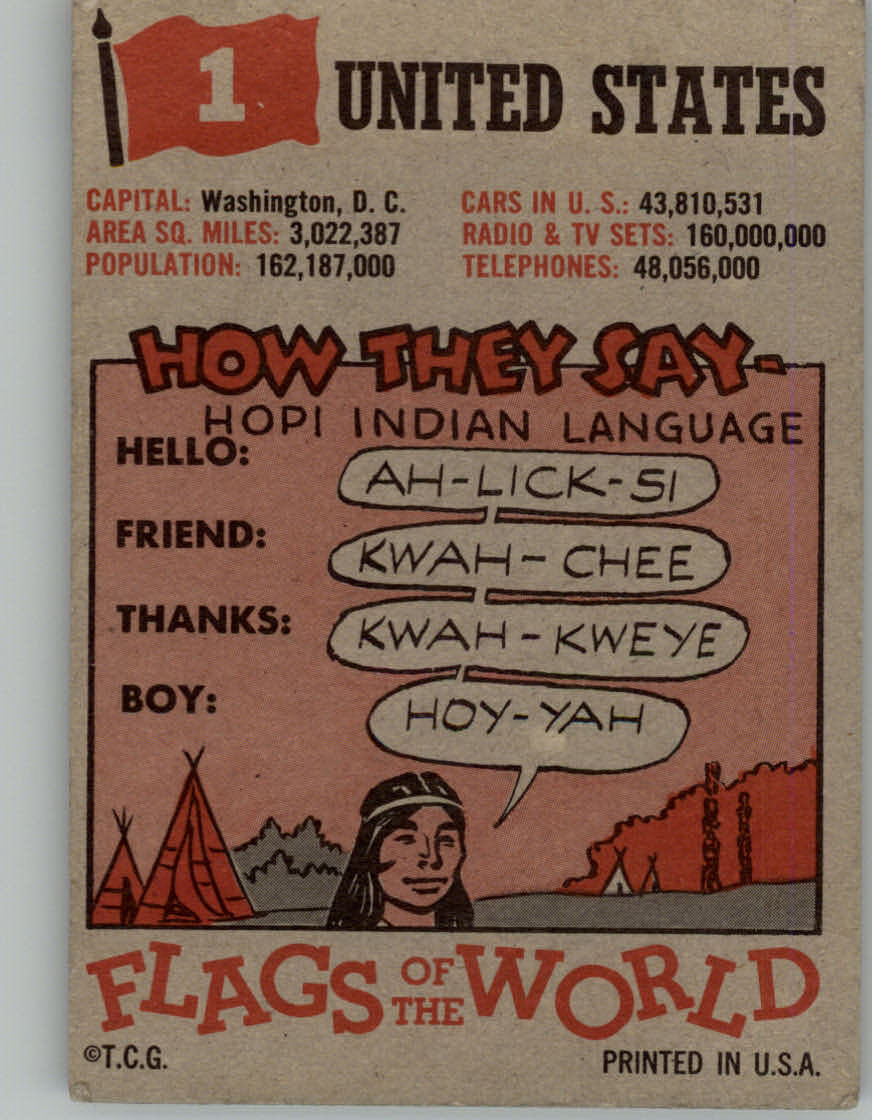 1 UNITED STATES
CAPITAL: Washington, D. C.
AREA SQ. MILES: 3,022,387
POPULATION: 162,187,000
CARS IN U. S.: 43,810,531
RADIO & TV SETS: 160,000,000
TELEPHONES: 48,056,000
HOW THEY SAY-
HOPI INDIAN LANGUAGE
HELLO: AH-LICK-SI
FRIEND: KWAH-CHEE
THANKS: KWAH-KWEYE
BOY: HOY-YAH
FLAGS OF THE WORLD
©T.C.G. PRINTED IN U.S.A.